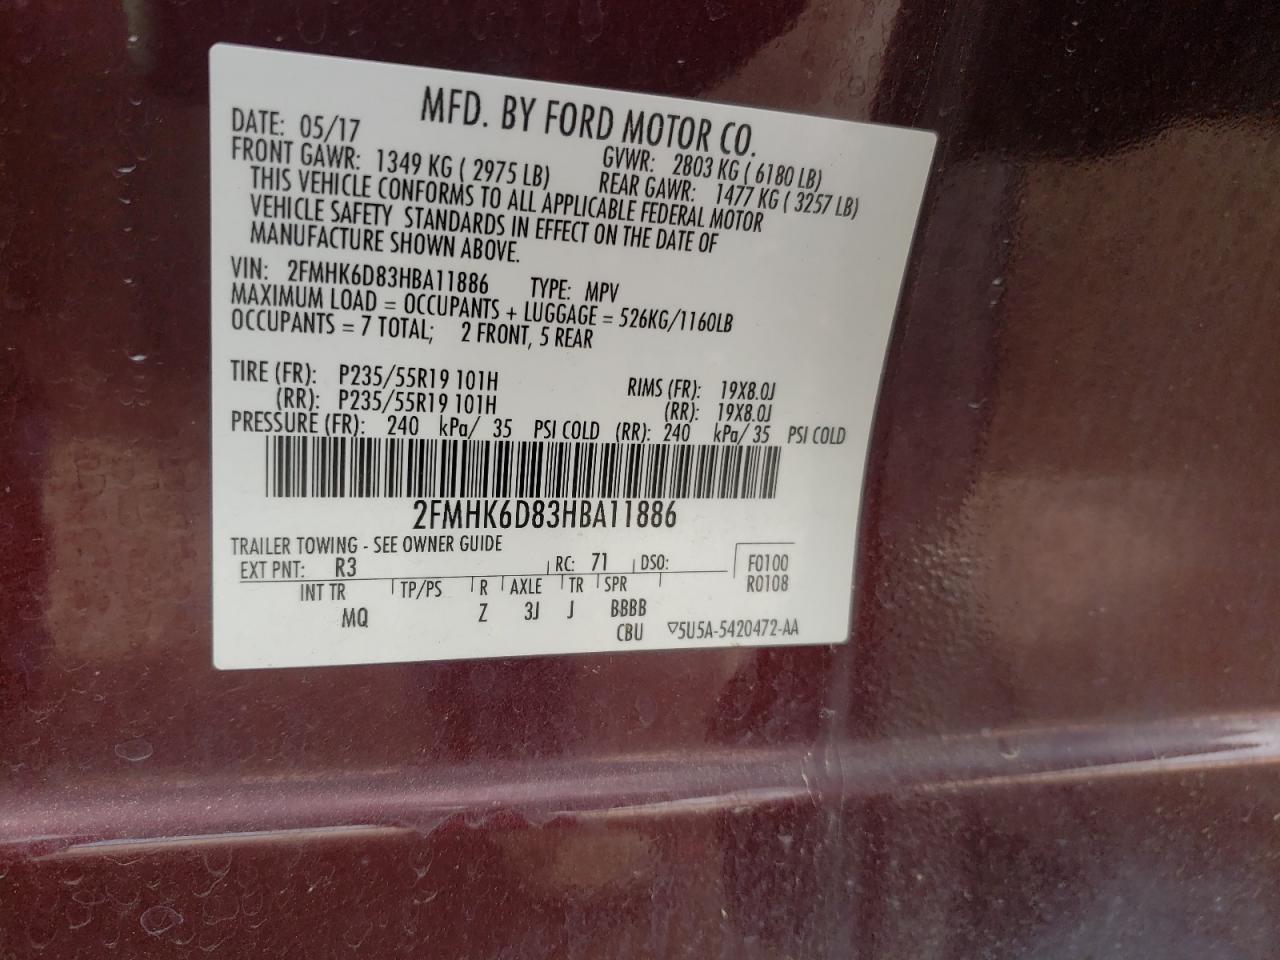 MFD. BY FORD MOTOR CO.
DATE: 05/17 GVWR: 2803 KG ( 6180 LB)
FRONT GAWR: 1349 KG ( 2975 LB) REAR GAWR: 1477 KG ( 3257 LB)
THIS VEHICLE CONFORMS TO ALL APPLICABLE FEDERAL MOTOR
VEHICLE SAFETY STANDARDS IN EFFECT ON THE DATE OF
MANUFACTURE SHOWN ABOVE.
VIN: 2FMHK6D83HBA11886 TYPE: MPV
MAXIMUM LOAD = OCCUPANTS + LUGGAGE = 526KG/1160LB
OCCUPANTS = 7 TOTAL; 2 FRONT, 5 REAR
TIRE (FR): P235/55R19 101H RIMS (FR): 19X8.0J
(RR): P235/55R19 101H (RR): 19X8.0J
PRESSURE (FR): 240 kPa/ 35 PSI COLD (RR): 240 kPa/ 35 PSI COLD
2FMHK6D83HBA11886
TRAILER TOWING - SEE OWNER GUIDE
EXT PNT: R3 RC: 71 DSO: F0100
INT TR TP/PS R AXLE TR SPR R0108
MQ Z 3J J BBBB
CBU ▽5U5A-5420472-AA